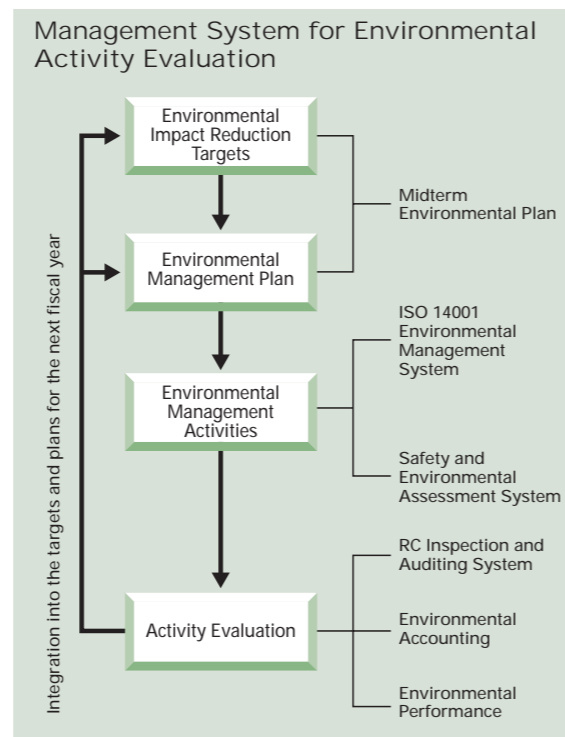 Management System for Environmental
Activity Evaluation
Environmental
Impact Reduction
Targets
Midterm
Environmental Plan
Environmental
Management Plan
ISO 14001
Environmental
Management
System
Environmental
Management
Activities
Safety and
Environmental
Assessment System
RC Inspection and
Auditing System
Activity Evaluation
Environmental
Accounting
Environmental
Performance
Integration into the targets and plans for the next fiscal year